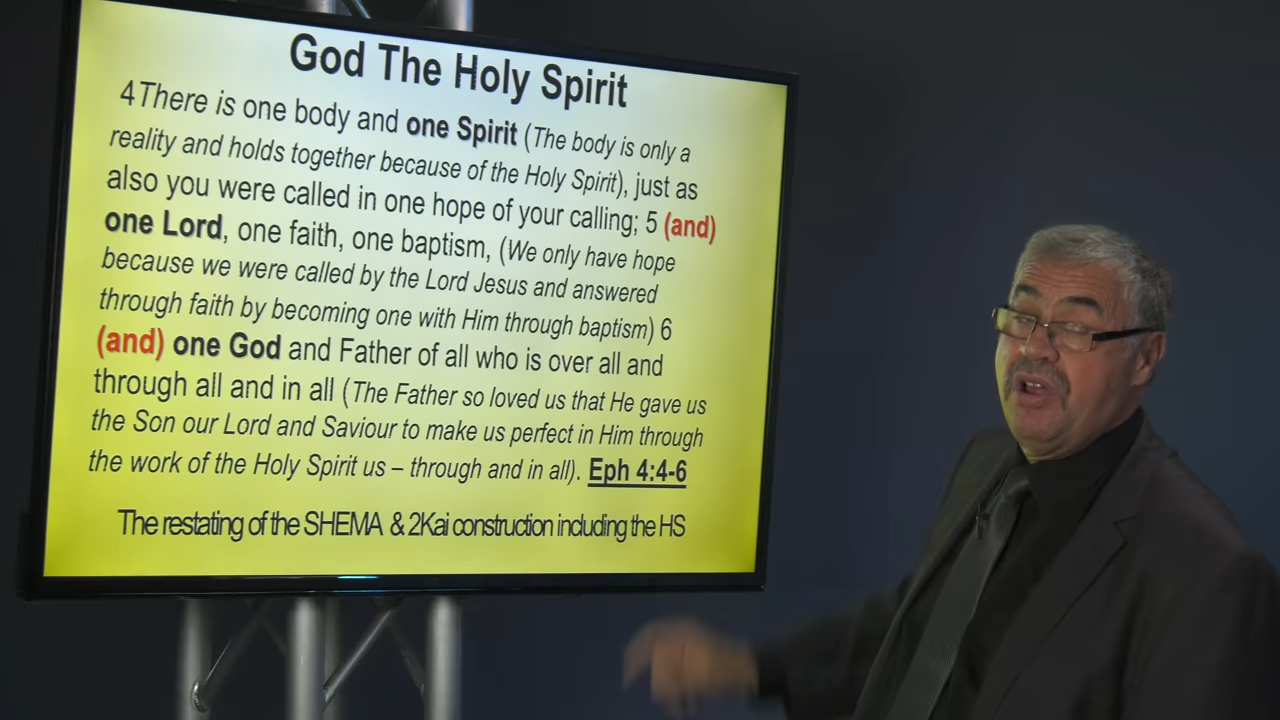 God The Holy Spirit
4There is one body and one Spirit (The body is only a
reality and holds together because of the Holy Spirit), just as
also you were called in one hope of your calling; 5 (and)
one Lord, one faith, one baptism, (We only have hope
because we were called by the Lord Jesus and answered
through faith by becoming one with Him through baptism) 6
(and) one God and Father of all who is over all and
through all and in all (The Father so loved us that He gave us
the Son our Lord and Saviour to make us perfect in Him through
the work of the Holy Spirit us – through and in all). Eph 4:4-6
The restating of the SHEMA & 2Kai construction including the HS